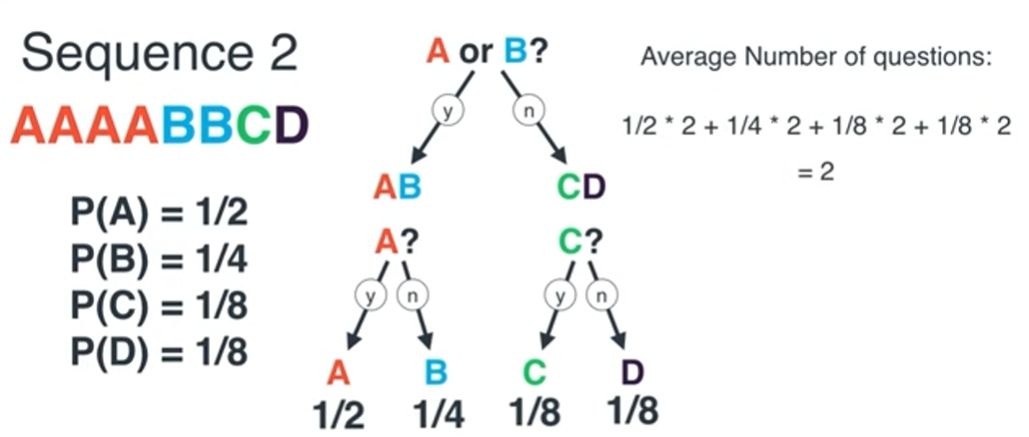 Sequence 2
AAAABBCD
P(A) = 1/2
P(B) = 1/4
P(C) = 1/8
P(D) = 1/8
A or B?
y n
AB CD
A? C?
y n y n
A B C D
1/2 1/4 1/8 1/8
Average Number of questions:
1/2 * 2 + 1/4 * 2 + 1/8 * 2 + 1/8 * 2
= 2